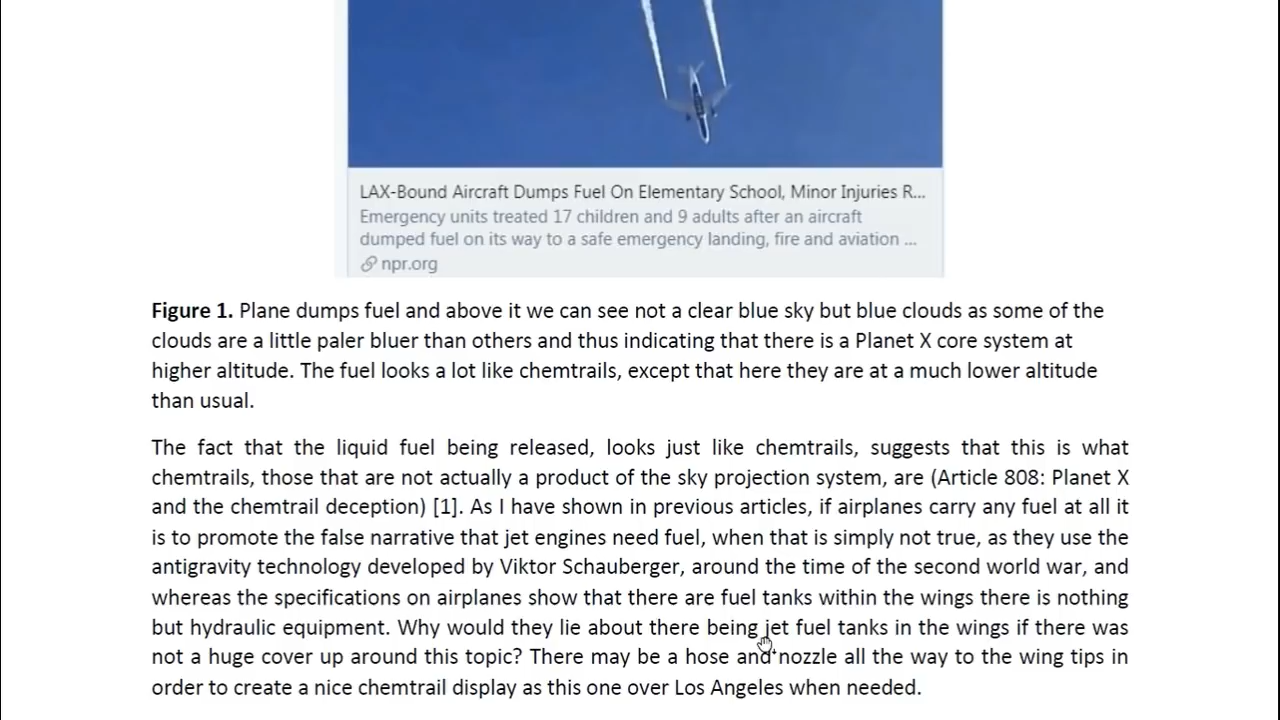 LAX-Bound Aircraft Dumps Fuel On Elementary School, Minor Injuries R...
Emergency units treated 17 children and 9 adults after an aircraft
dumped fuel on its way to a safe emergency landing, fire and aviation ...
npr.org
Figure 1. Plane dumps fuel and above it we can see not a clear blue sky but blue clouds as some of the
clouds are a little paler bluer than others and thus indicating that there is a Planet X core system at
higher altitude. The fuel looks a lot like chemtrails, except that here they are at a much lower altitude
than usual.
The fact that the liquid fuel being released, looks just like chemtrails, suggests that this is what
chemtrails, those that are not actually a product of the sky projection system, are (Article 808: Planet X
and the chemtrail deception) [1]. As I have shown in previous articles, if airplanes carry any fuel at all it
is to promote the false narrative that jet engines need fuel, when that is simply not true, as they use the
antigravity technology developed by Viktor Schauberger, around the time of the second world war, and
whereas the specifications on airplanes show that there are fuel tanks within the wings there is nothing
but hydraulic equipment. Why would they lie about there being jet fuel tanks in the wings if there was
not a huge cover up around this topic? There may be a hose and nozzle all the way to the wing tips in
order to create a nice chemtrail display as this one over Los Angeles when needed.